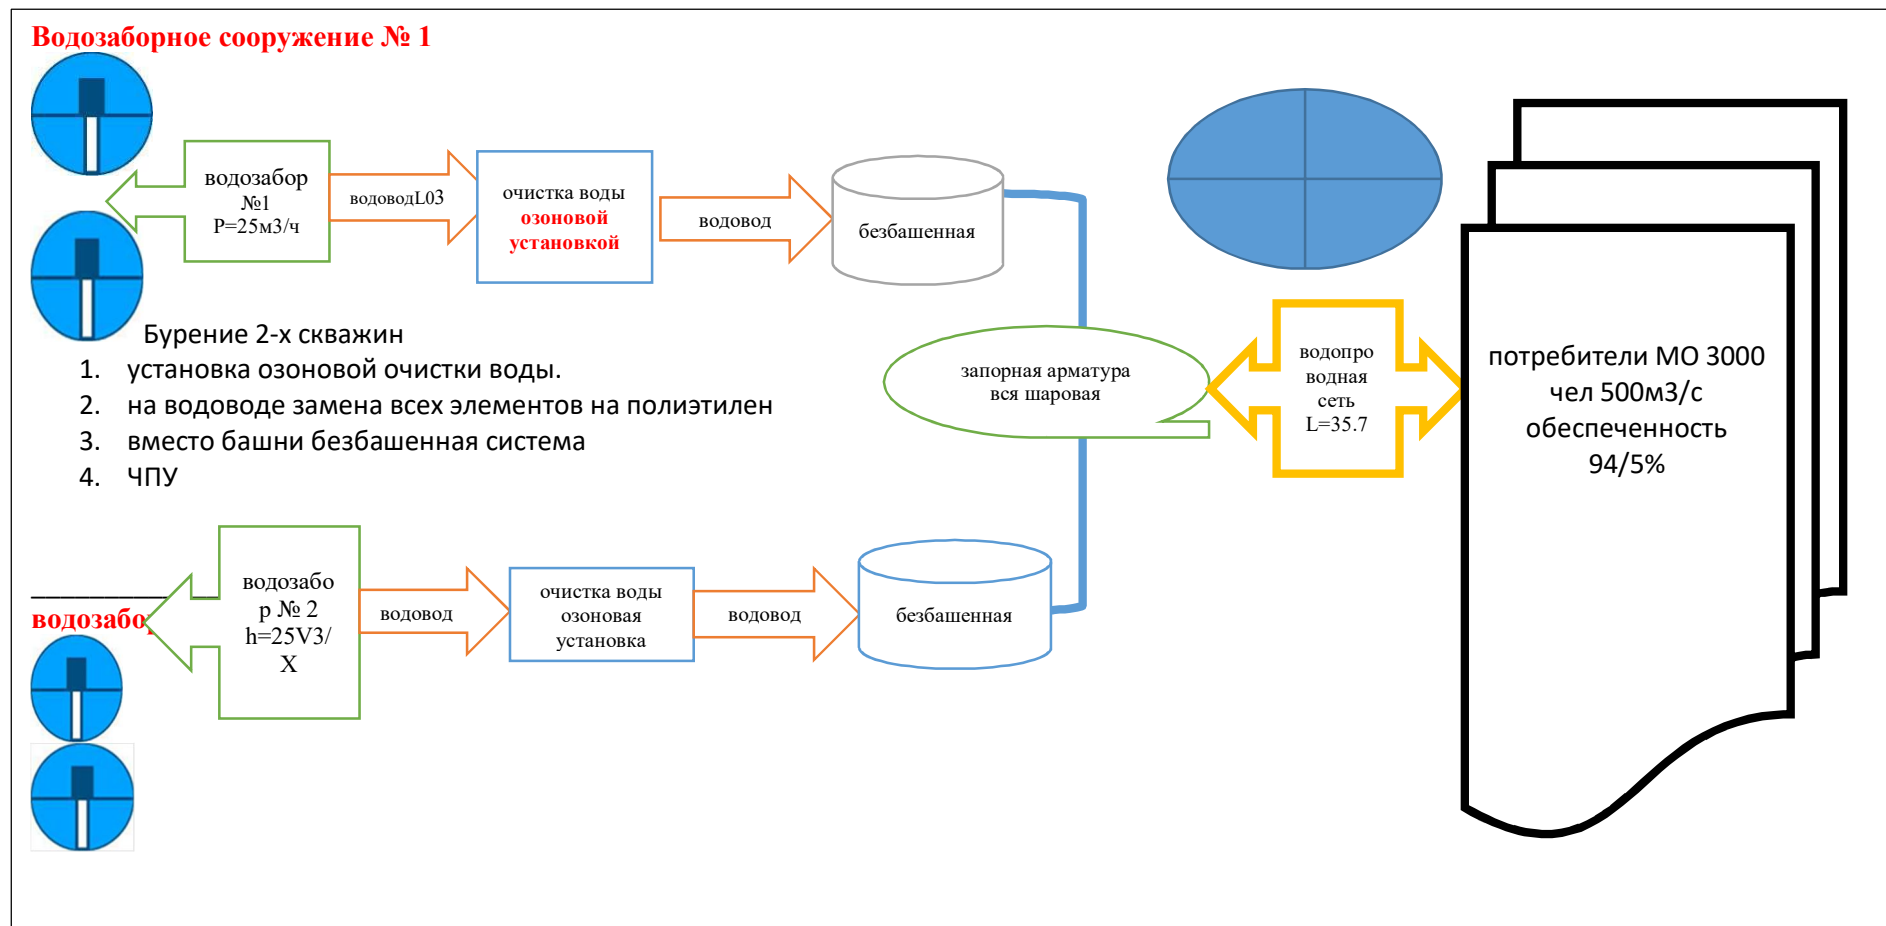 Водозаборное сооружение № 1
водозабор
№1
Р=25м3/ч
водоводL03
очистка воды
озоновой
установкой
водовод
безбашенная
Бурение 2-х скважин
1. установка озоновой очистки воды.
2. на водоводе замена всех элементов на полиэтилен
3. вместо башни безбашенная система
4. ЧПУ
запорная арматура
вся шаровая
водопро
водная
сеть
L=35.7
потребители МО 3000
чел 500м3/с
обеспеченность
94/5%
водозабо
водозабо
р № 2
h=25V3/
X
водовод
очистка воды
озоновая
установка
водовод
безбашенная